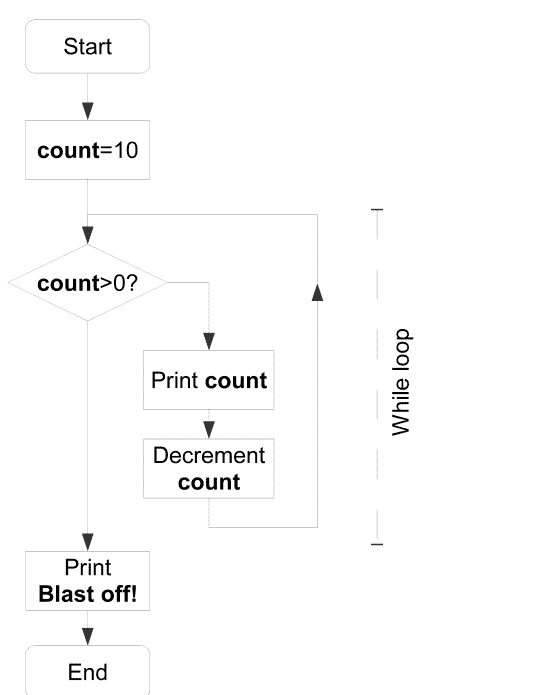 Start
count=10
count>0?
Print count
Decrement
count
While loop
Print
Blast off!
End